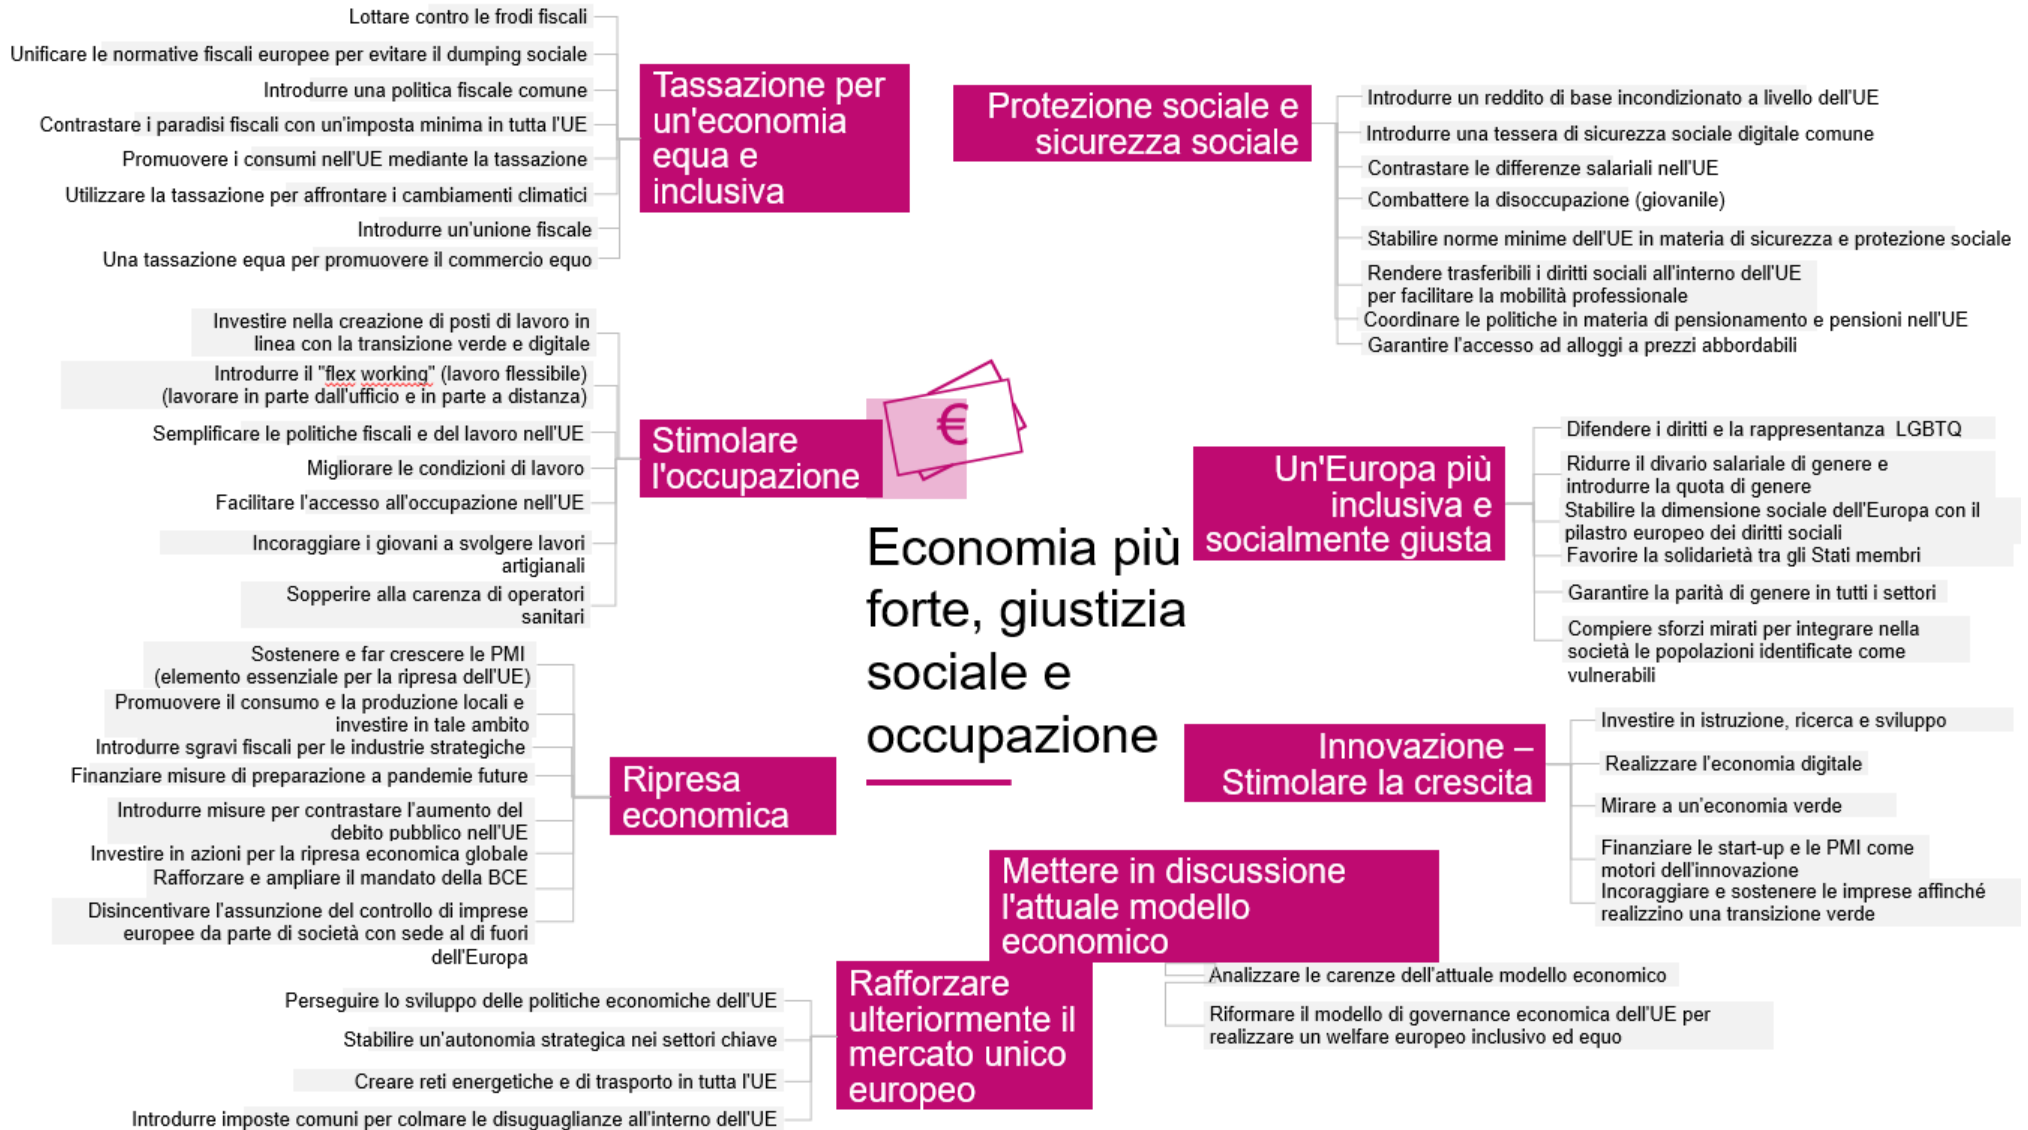 Lottare contro le frodi fiscali
Unificare le normative fiscali europee per evitare il dumping sociale
Introdurre una politica fiscale comune
Contrastare i paradisi fiscali con un'imposta minima in tutta l'UE
Promuovere i consumi nell'UE mediante la tassazione
Utilizzare la tassazione per affrontare i cambiamenti climatici
Introdurre un'unione fiscale
Una tassazione equa per promuovere il commercio equo
Tassazione per
un'economia
equa e
inclusiva
Protezione sociale e
sicurezza sociale
Introdurre un reddito di base incondizionato a livello dell'UE
Introdurre una tessera di sicurezza sociale digitale comune
Contrastare le differenze salariali nell'UE
Combattere la disoccupazione (giovanile)
Stabilire norme minime dell'UE in materia di sicurezza e protezione sociale
Rendere trasferibili i diritti sociali all'interno dell'UE
per facilitare la mobilità professionale
Coordinare le politiche in materia di pensionamento e pensioni nell'UE
Garantire l'accesso ad alloggi a prezzi abbordabili
Investire nella creazione di posti di lavoro in
linea con la transizione verde e digitale
Introdurre il "flex working" (lavoro flessibile)
(lavorare in parte dall'ufficio e in parte a distanza)
Semplificare le politiche fiscali e del lavoro nell'UE
Migliorare le condizioni di lavoro
Facilitare l'accesso all'occupazione nell'UE
Incoraggiare i giovani a svolgere lavori
artigianali
Sopperire alla carenza di operatori
sanitari
Stimolare
l'occupazione
€
Economia più
forte, giustizia
sociale e
occupazione
Un'Europa più
inclusiva e
socialmente giusta
Difendere i diritti e la rappresentanza LGBTQ
Ridurre il divario salariale di genere e
introdurre la quota di genere
Stabilire la dimensione sociale dell'Europa con il
pilastro europeo dei diritti sociali
Favorire la solidarietà tra gli Stati membri
Garantire la parità di genere in tutti i settori
Compiere sforzi mirati per integrare nella
società le popolazioni identificate come
vulnerabili
Sostenere e far crescere le PMI
(elemento essenziale per la ripresa dell'UE)
Promuovere il consumo e la produzione locali e
investire in tale ambito
Introdurre sgravi fiscali per le industrie strategiche
Finanziare misure di preparazione a pandemie future
Introdurre misure per contrastare l'aumento del
debito pubblico nell'UE
Investire in azioni per la ripresa economica globale
Rafforzare e ampliare il mandato della BCE
Disincentivare l'assunzione del controllo di imprese
europee da parte di società con sede al di fuori
dell'Europa
Ripresa
economica
Innovazione –
Stimolare la crescita
Investire in istruzione, ricerca e sviluppo
Realizzare l'economia digitale
Mirare a un'economia verde
Finanziare le start-up e le PMI come
motori dell'innovazione
Incoraggiare e sostenere le imprese affinché
realizzino una transizione verde
Mettere in discussione
l'attuale modello
economico
Analizzare le carenze dell'attuale modello economico
Riformare il modello di governance economica dell'UE per
realizzare un welfare europeo inclusivo ed equo
Perseguire lo sviluppo delle politiche economiche dell'UE
Stabilire un'autonomia strategica nei settori chiave
Creare reti energetiche e di trasporto in tutta l'UE
Introdurre imposte comuni per colmare le disuguaglianze all'interno dell'UE
Rafforzare
ulteriormente il
mercato unico
europeo